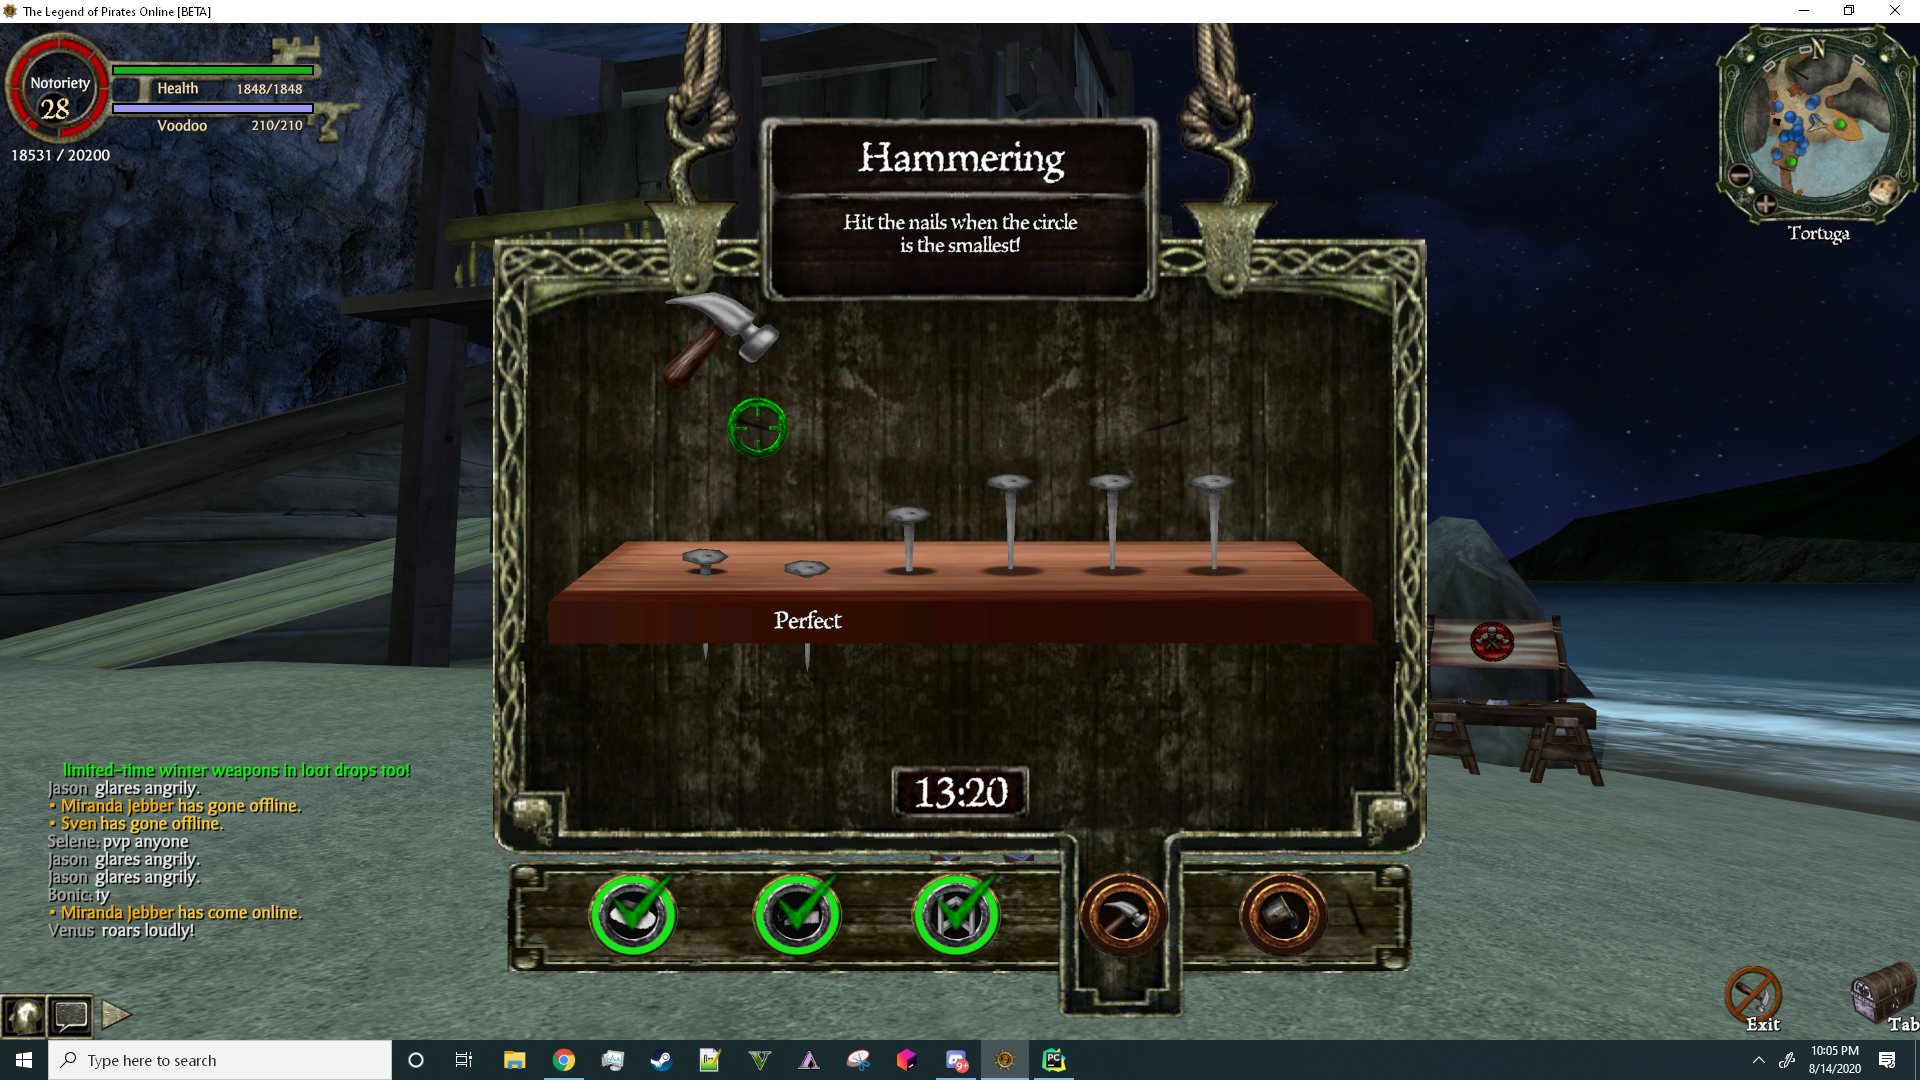 The Legend of Pirates Online [BETA]
Notoriety
28
Health 1848/1848
Voodoo 210/210
18531 / 20200
N
Tortuga
Hammering
Hit the nails when the circle
is the smallest!
Perfect
13:20
limited-time winter weapons in loot drops too!
Jason glares angrily.
• Miranda Jebber has gone offline.
• Sven has gone offline.
Selene: pvp anyone
Jason glares angrily.
Jason glares angrily.
Bonic: ty
• Miranda Jebber has come online.
Venus roars loudly!
Exit
Tab
Type here to search
9+
PC
10:05 PM
8/14/2020